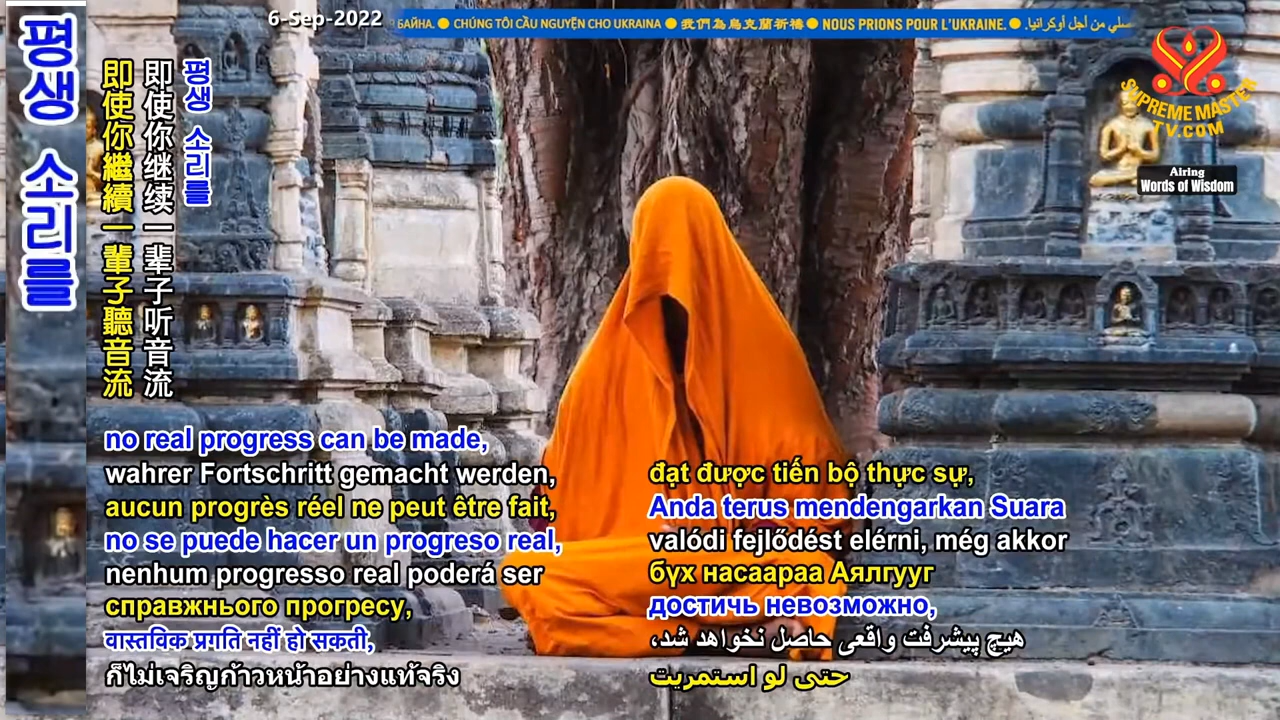 6-Sep-2022
БАЙНА. ● CHÚNG TÔI CẦU NGUYỆN CHO UKRAINA ● 我們為烏克蘭祈禱 ● NOUS PRIONS POUR L'UKRAINE. ● صلي من أجل أوكرانيا.
SUPREME MASTER
TV.COM
Airing
Words of Wisdom
평생 소리를
即使你繼續一輩子聽音流
即使你继续一辈子听音流
평생 소리를
no real progress can be made,
wahrer Fortschritt gemacht werden,
aucun progrès réel ne peut être fait,
no se puede hacer un progreso real,
nenhum progresso real poderá ser
справжнього прогресу,
वास्तविक प्रगति नहीं हो सकती,
ก็ไม่เจริญก้าวหน้าอย่างแท้จริง
đạt được tiến bộ thực sự,
Anda terus mendengarkan Suara
valódi fejlődést elérni, még akkor
бүх насаараа Аялгууг
достичь невозможно,
هیچ پیشرفت واقعی حاصل نخواهد شد،
حتى لو استمريت